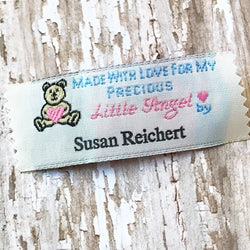 MADE WITH LOVE FOR MY
PRECIOUS
Little Angel by
Susan Reichert